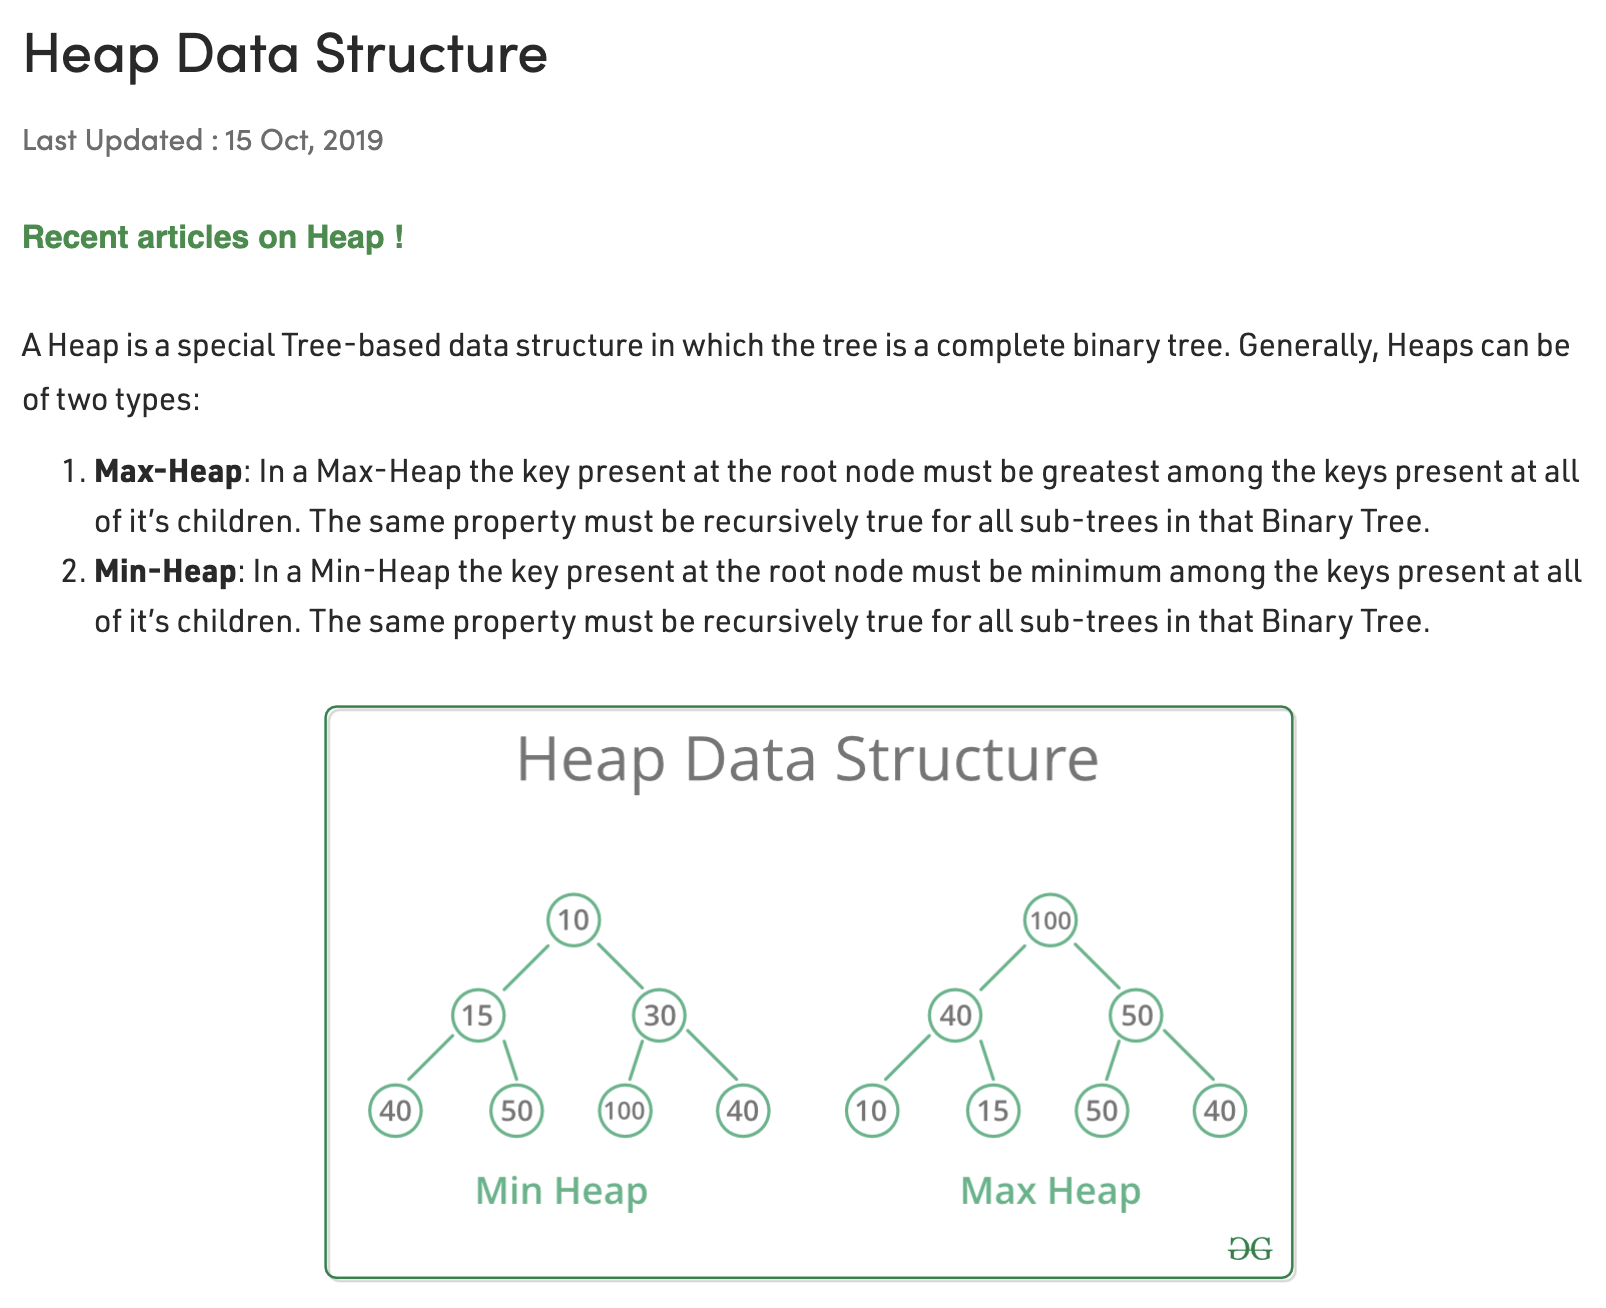 Heap Data Structure
Last Updated : 15 Oct, 2019
Recent articles on Heap !
A Heap is a special Tree-based data structure in which the tree is a complete binary tree. Generally, Heaps can be
of two types:
1. Max-Heap: In a Max-Heap the key present at the root node must be greatest among the keys present at all
of it’s children. The same property must be recursively true for all sub-trees in that Binary Tree.
2. Min-Heap: In a Min-Heap the key present at the root node must be minimum among the keys present at all
of it’s children. The same property must be recursively true for all sub-trees in that Binary Tree.
Heap Data Structure
10
15 30
40 50 100 40
Min Heap
100
40 50
10 15 50 40
Max Heap
GG